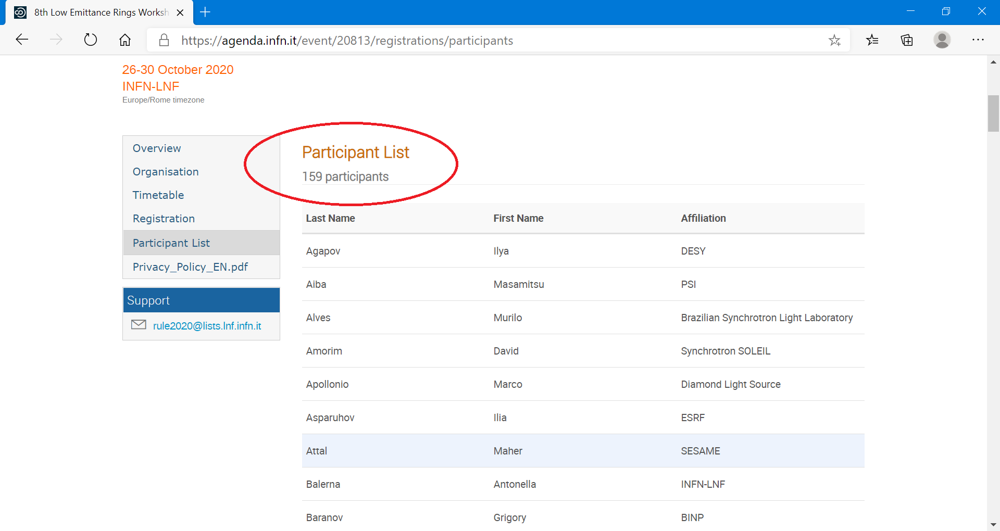 8th Low Emittance Rings Worksh
https://agenda.infn.it/event/20813/registrations/participants
26-30 October 2020
INFN-LNF
Europe/Rome timezone
Overview
Organisation
Timetable
Registration
Participant List
Privacy_Policy_EN.pdf
Support
rule2020@lists.lnf.infn.it
Participant List
159 participants
Last Name First Name Affiliation
Agapov Ilya DESY
Aiba Masamitsu PSI
Alves Murilo Brazilian Synchrotron Light Laboratory
Amorim David Synchrotron SOLEIL
Apollonio Marco Diamond Light Source
Asparuhov Ilia ESRF
Attal Maher SESAME
Balerna Antonella INFN-LNF
Baranov Grigory BINP